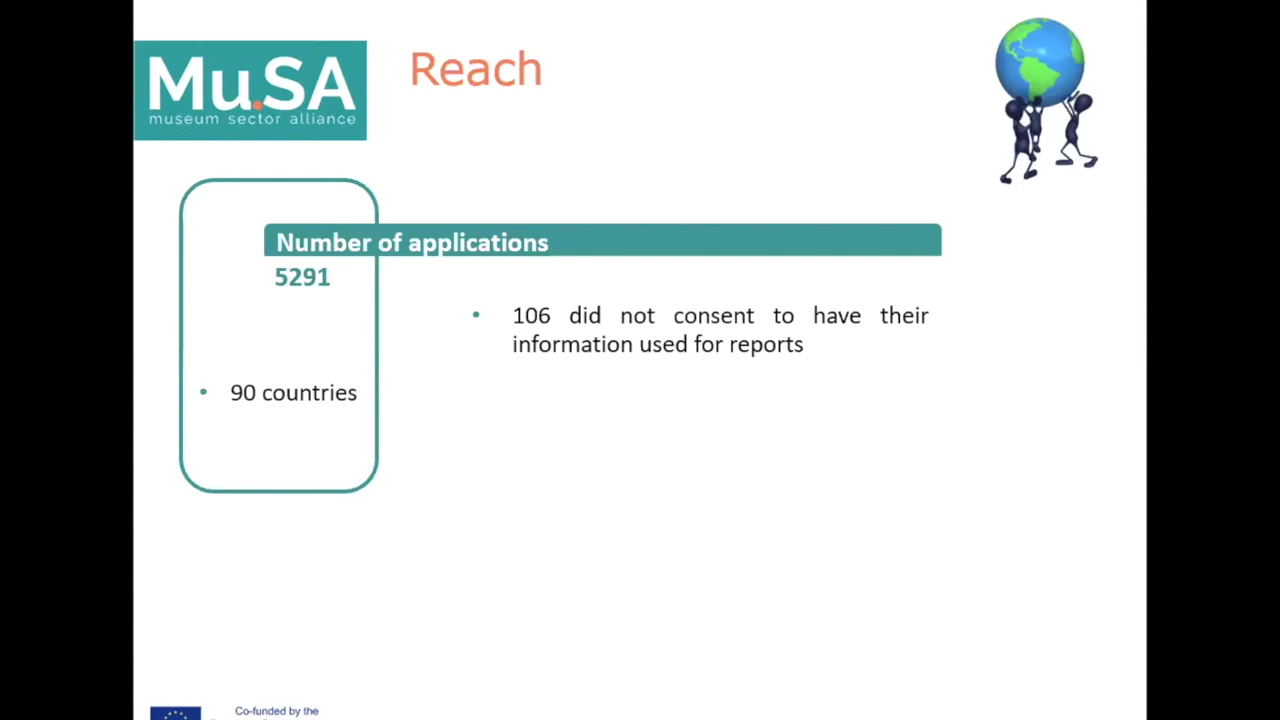 Mu.SA
museum sector alliance
Reach
Number of applications
5291
• 106 did not consent to have their
information used for reports
• 90 countries
Co-funded by the